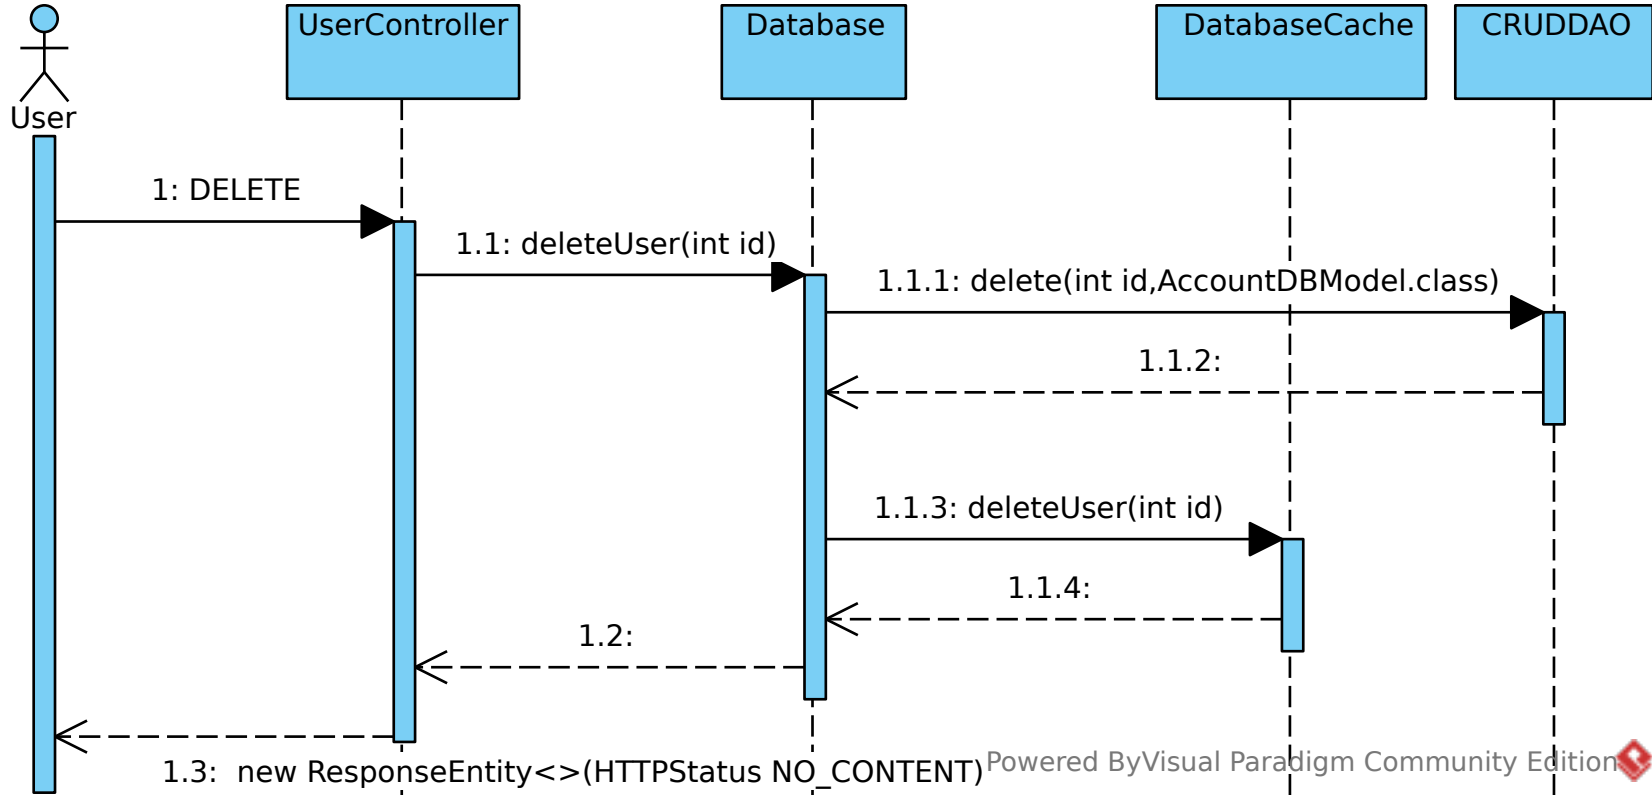 User
UserController
Database
DatabaseCache
CRUDDAO
1: DELETE
1.1: deleteUser(int id)
1.1.1: delete(int id,AccountDBModel.class)
1.1.2:
1.1.3: deleteUser(int id)
1.1.4:
1.2:
1.3:  new ResponseEntity<>(HTTPStatus NO_CONTENT)
Powered ByVisual Paradigm Community Edition